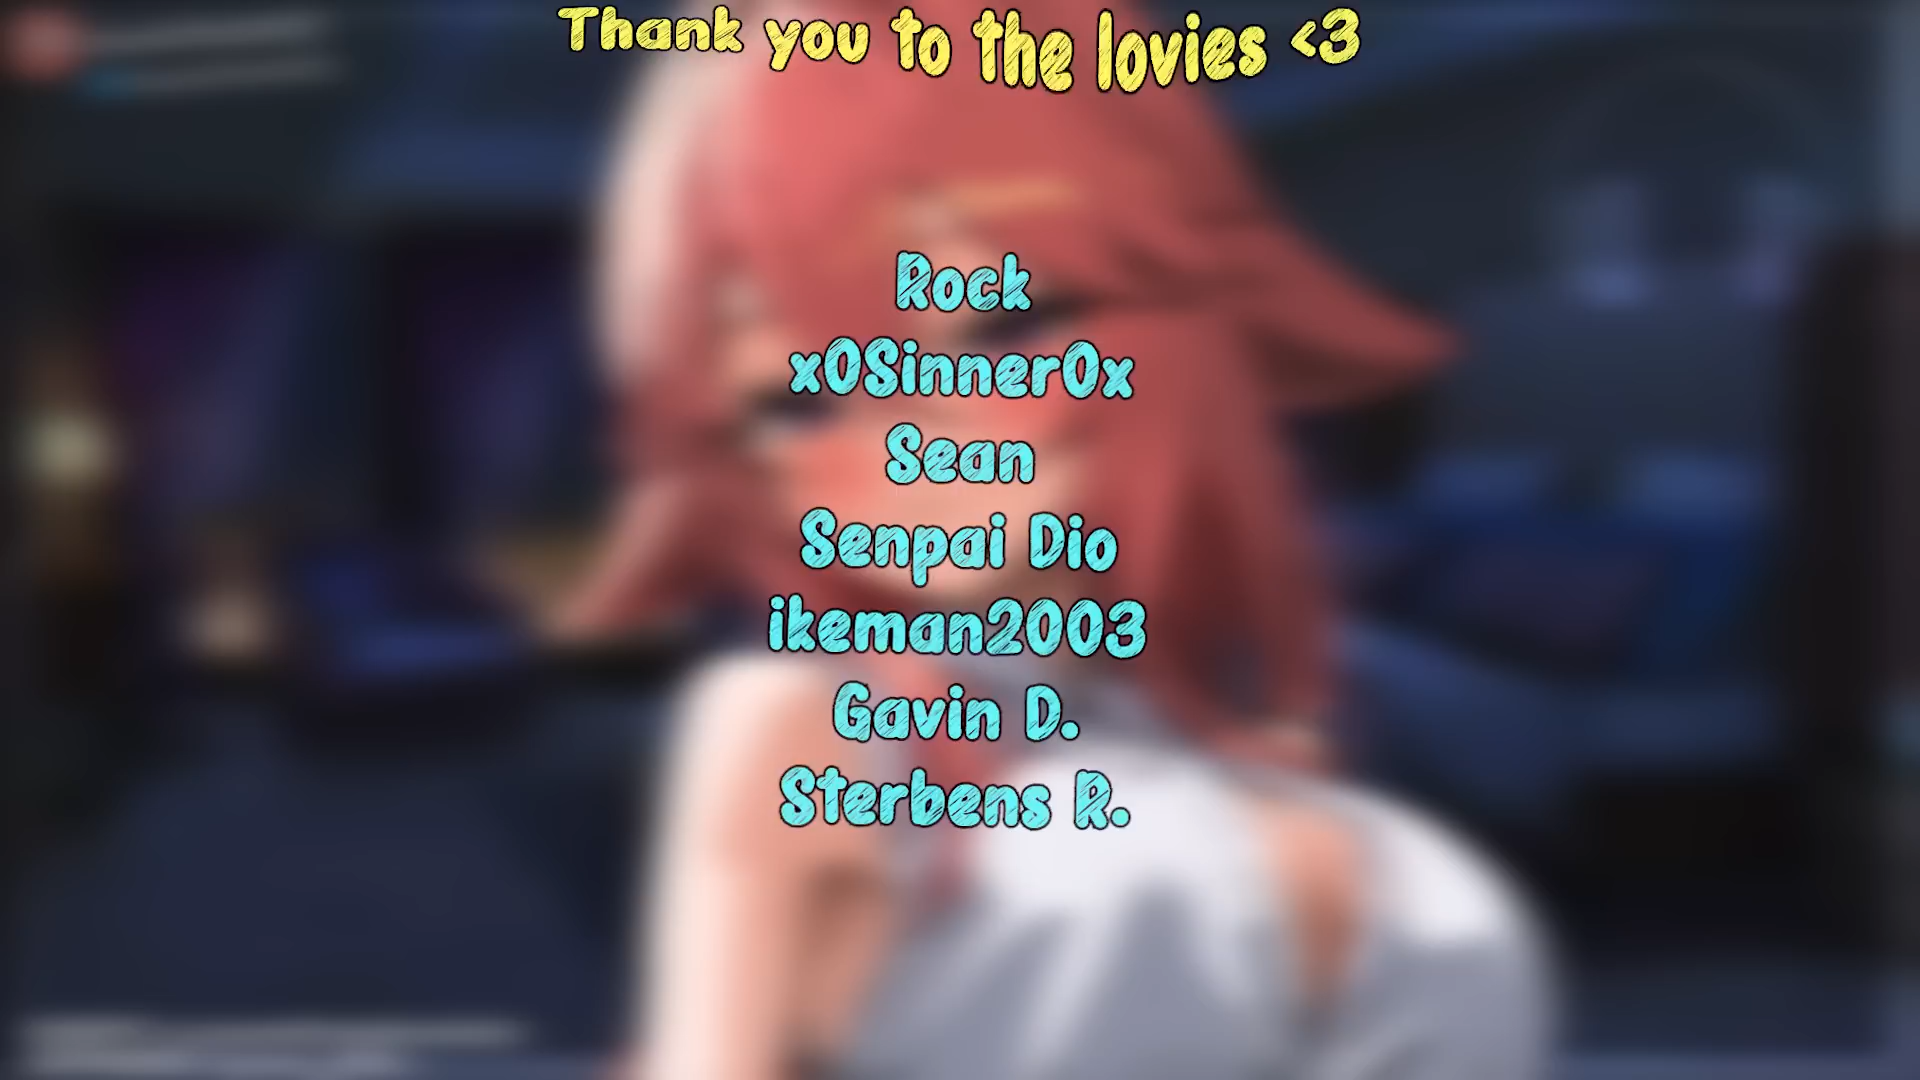 Thank you to the lovies <3
Rock
x0Sinner0x
Sean
Senpai Dio
ikeman2003
Gavin D.
Sterbens R.